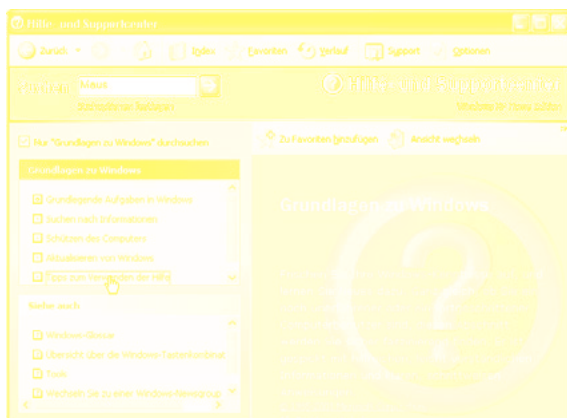 Hilfe- und Supportcenter
Zurück Index Favoriten Verlauf Support Optionen
Suchen Maus Hilfe- und Supportcenter
Windows XP Home Edition
Nur "Grundlagen zu Windows" durchsuchen
Zu Favoriten hinzufügen Ansicht wechseln
Grundlagen zu Windows
Grundlegende Aufgaben in Windows
Suchen nach Informationen
Schützen des Computers
Aktualisieren von Windows
Tipps zum Verwenden der Hilfe
Grundlagen zu Windows
Siehe auch
Windows-Glossar
Übersicht über die Windows-Tastenkombinat
Tools
Wechseln Sie zu einer Windows-Newsgroup